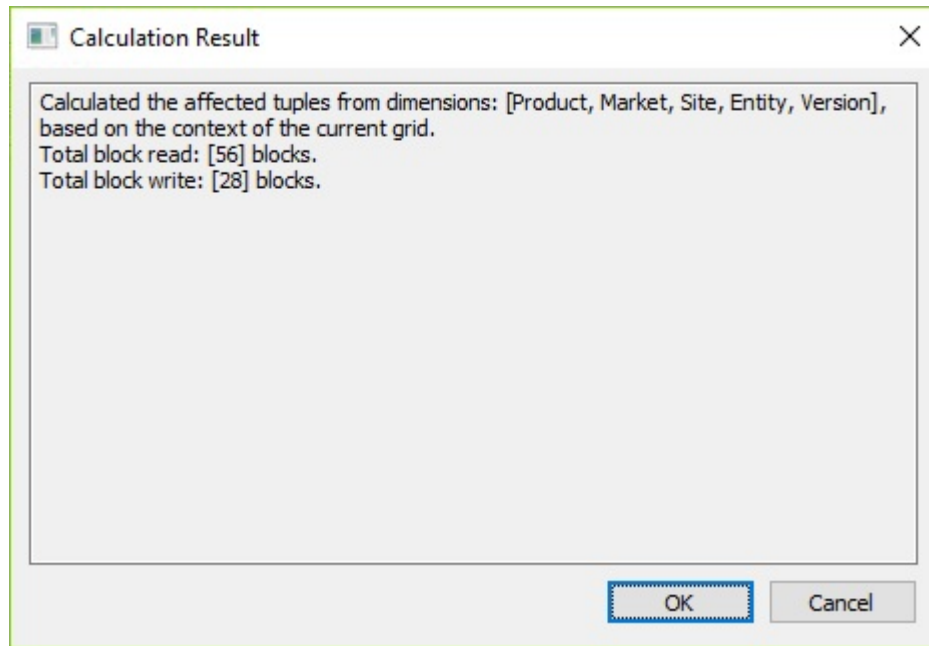 Calculation Result
Calculated the affected tuples from dimensions: [Product, Market, Site, Entity, Version],
based on the context of the current grid.
Total block read: [56] blocks.
Total block write: [28] blocks.
OK
Cancel